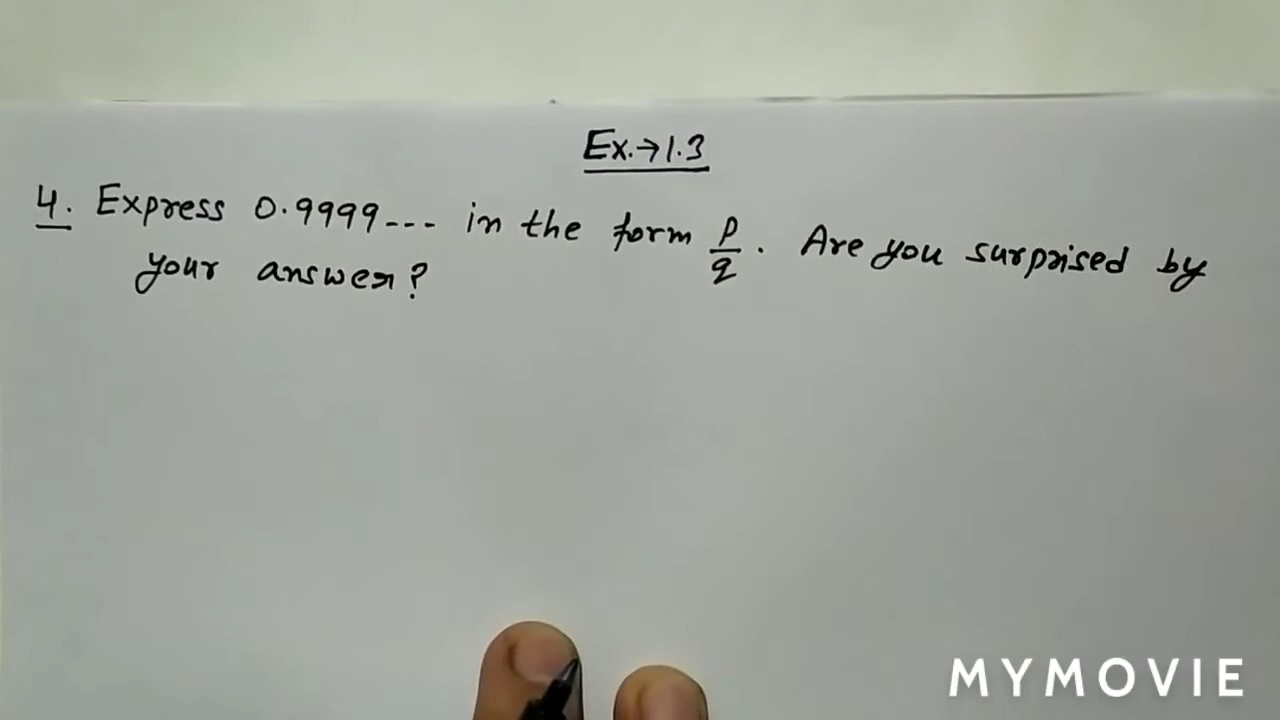 Ex.→1.3
4. Express 0.9999--- in the form p/q. Are you surprised by
your answer?
MYMOVIE